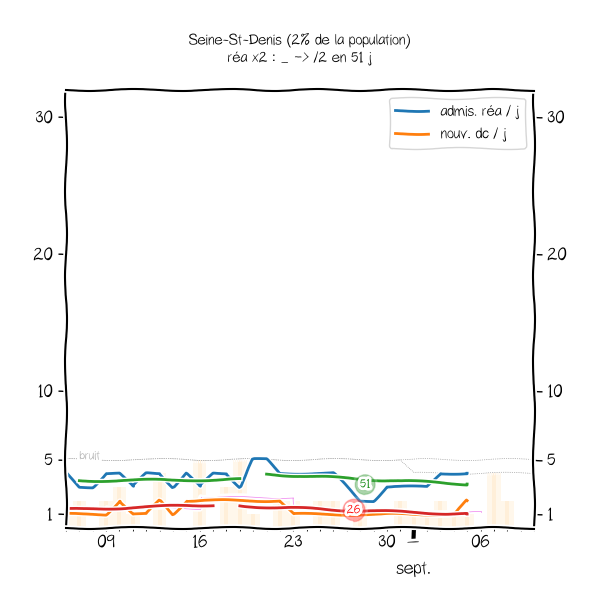 Seine-St-Denis (2% de la population)
réa x2 : _ -> /2 en 51 j
admis. réa / j
nouv. dc / j
30 30
20 20
10 10
5 bruit 5
51
26
1 1
09 16 23 30 06
sept.